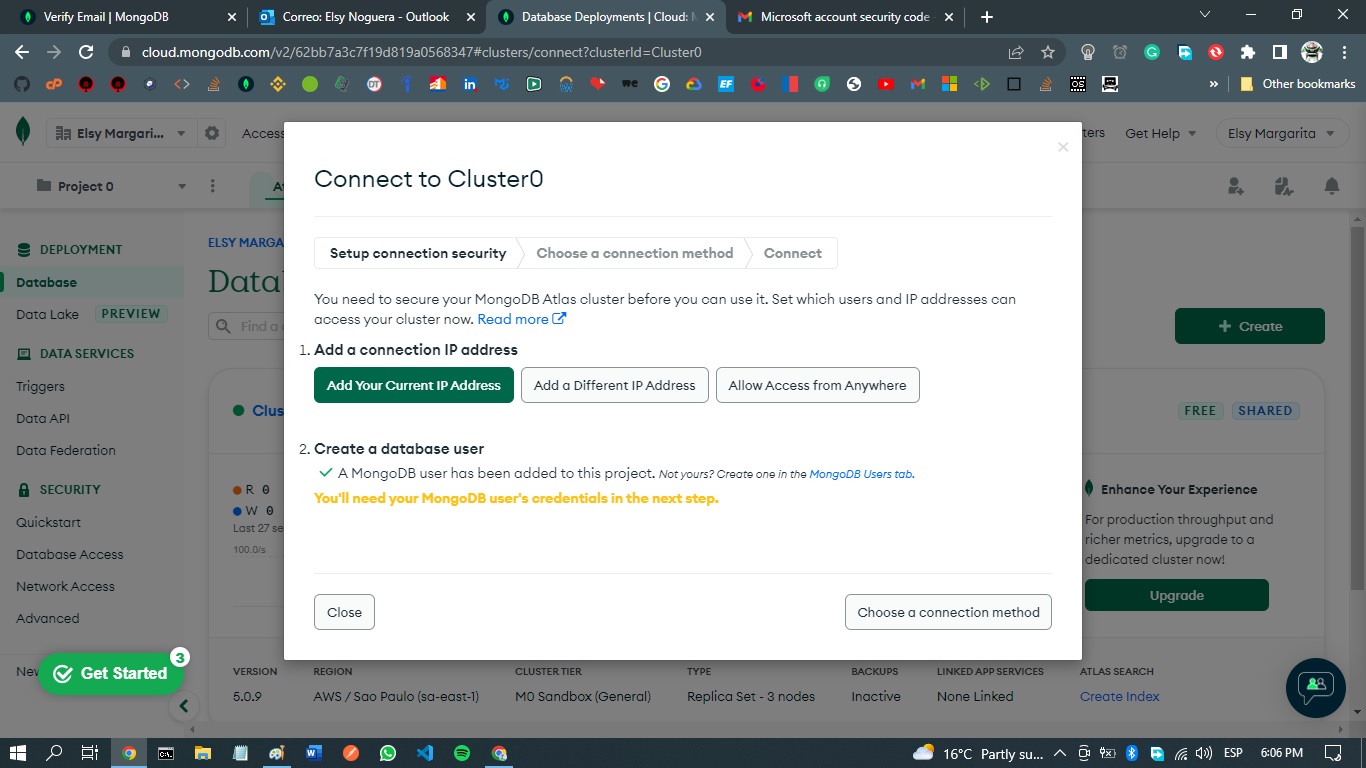 Verify Email | MongoDB
Correo: Elsy Noguera - Outlook
Database Deployments | Cloud: M
Microsoft account security code -
cloud.mongodb.com/v2/62bb7a3c7f19d819a0568347#clusters/connect?clusterId=Cluster0
Other bookmarks
Elsy Margari...
Access
ters
Get Help
Elsy Margarita
Project 0
DEPLOYMENT
Database
Data Lake PREVIEW
DATA SERVICES
Triggers
Data API
Data Federation
SECURITY
Quickstart
Database Access
Network Access
Advanced
New
Get Started
3
ELSY MARGA
Data
Find a
+ Create
Clus
FREE SHARED
R 0
W 0
Last 27 se
100.0/s
Connect to Cluster0
Setup connection security
Choose a connection method
Connect
You need to secure your MongoDB Atlas cluster before you can use it. Set which users and IP addresses can
access your cluster now. Read more
1. Add a connection IP address
Add Your Current IP Address
Add a Different IP Address
Allow Access from Anywhere
2. Create a database user
A MongoDB user has been added to this project. Not yours? Create one in the MongoDB Users tab.
You'll need your MongoDB user's credentials in the next step.
Close
Choose a connection method
Enhance Your Experience
For production throughput and
richer metrics, upgrade to a
dedicated cluster now!
Upgrade
VERSION REGION CLUSTER TIER TYPE BACKUPS LINKED APP SERVICES ATLAS SEARCH
5.0.9 AWS / Sao Paulo (sa-east-1) M0 Sandbox (General) Replica Set - 3 nodes Inactive None Linked Create Index
16°C Partly su... ESP 6:06 PM